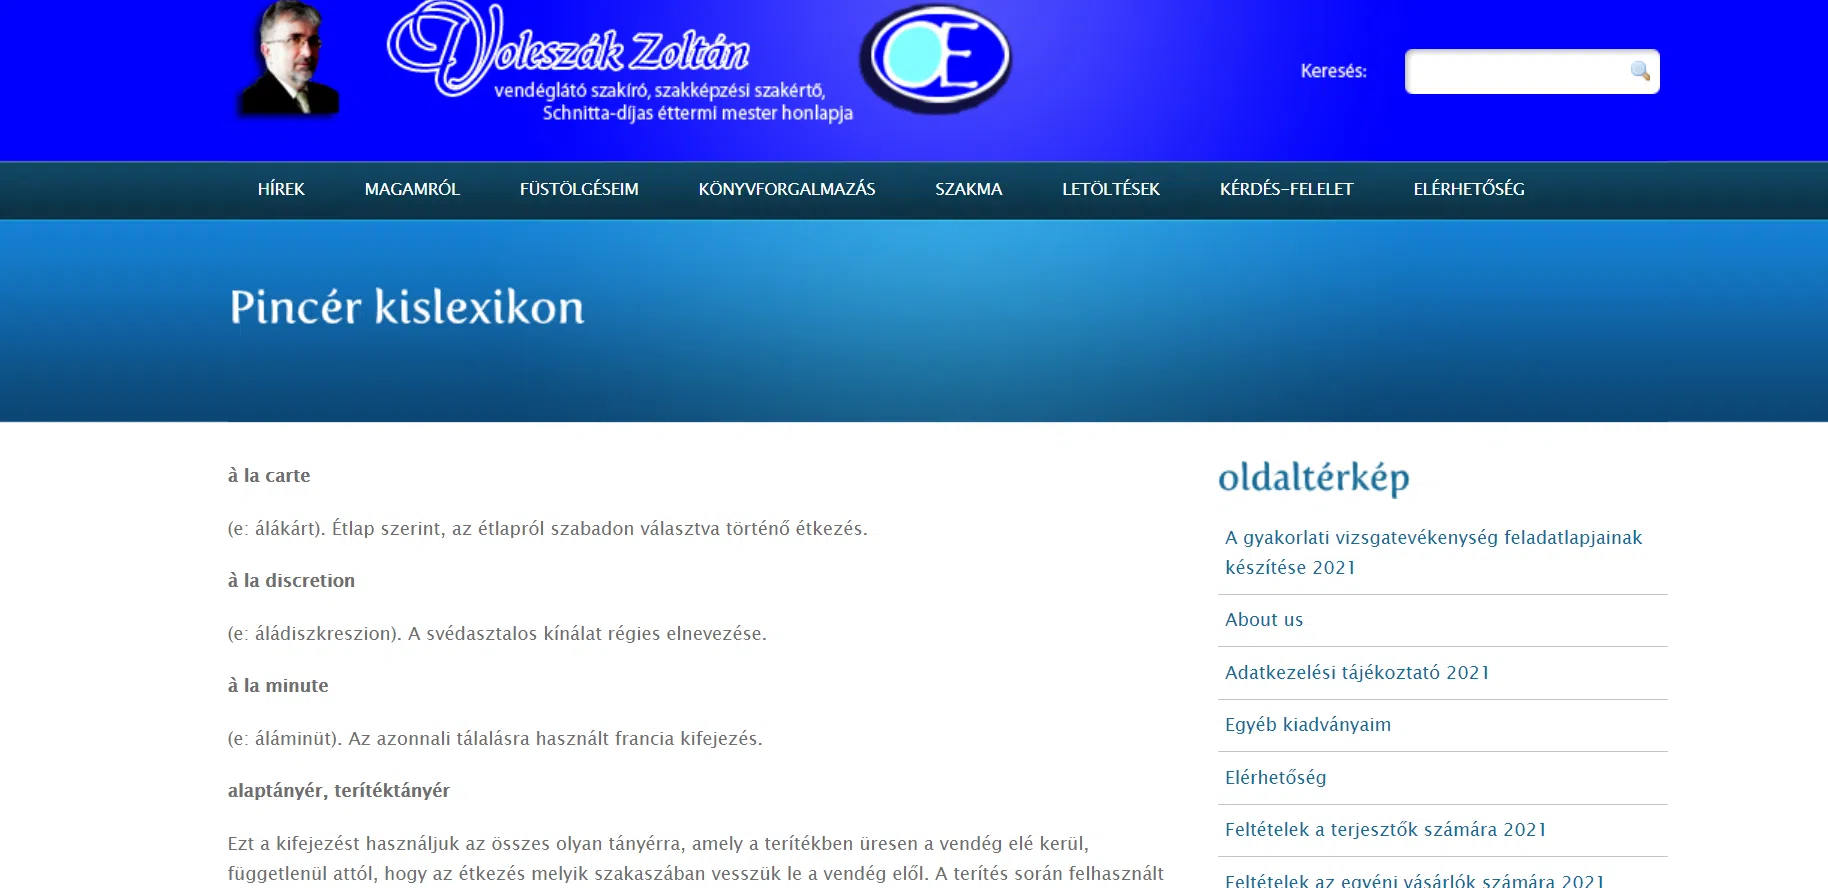 Voleszák Zoltán
vendéglátó szakíró, szakképzési szakértő,
Schnitta-díjas éttermi mester honlapja
OE
Keresés:
HÍREK MAGAMRÓL FÜSTÖLGÉSEIM KÖNYVFORGALMAZÁS SZAKMA LETÖLTÉSEK KÉRDÉS-FELELET ELÉRHETŐSÉG
Pincér kislexikon
à la carte
(e: álákárt). Étlap szerint, az étlapról szabadon választva történő étkezés.
à la discretion
(e: áládiszkreszion). A svédasztalos kínálat régies elnevezése.
à la minute
(e: áláminüt). Az azonnali tálalásra használt francia kifejezés.
alaptányér, terítéktányér
Ezt a kifejezést használjuk az összes olyan tányérra, amely a terítékben üresen a vendég elé kerül,
függetlenül attól, hogy az étkezés melyik szakaszában vesszük le a vendég elől. A terítés során felhasznált
oldaltérkép
A gyakorlati vizsgatevékenység feladatlapjainak
készítése 2021
About us
Adatkezelési tájékoztató 2021
Egyéb kiadványaim
Elérhetőség
Feltételek a terjesztők számára 2021
Feltételek az egyéni vásárlók számára 2021